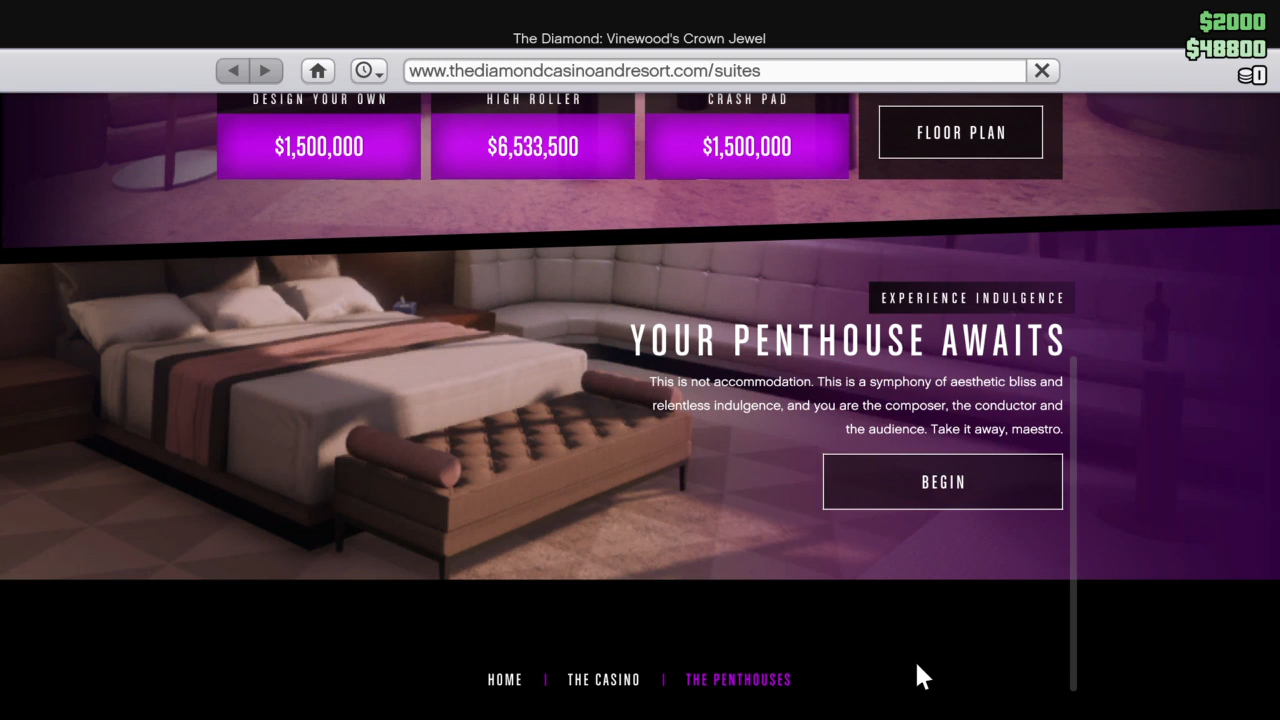 The Diamond: Vinewood's Crown Jewel
$2000
$48800
0
www.thediamondcasinoandresort.com/suites
DESIGN YOUR OWN
$1,500,000
HIGH ROLLER
$6,533,500
CRASH PAD
$1,500,000
FLOOR PLAN
EXPERIENCE INDULGENCE
YOUR PENTHOUSE AWAITS
This is not accommodation. This is a symphony of aesthetic bliss and
relentless indulgence, and you are the composer, the conductor and
the audience. Take it away, maestro.
BEGIN
HOME | THE CASINO | THE PENTHOUSES